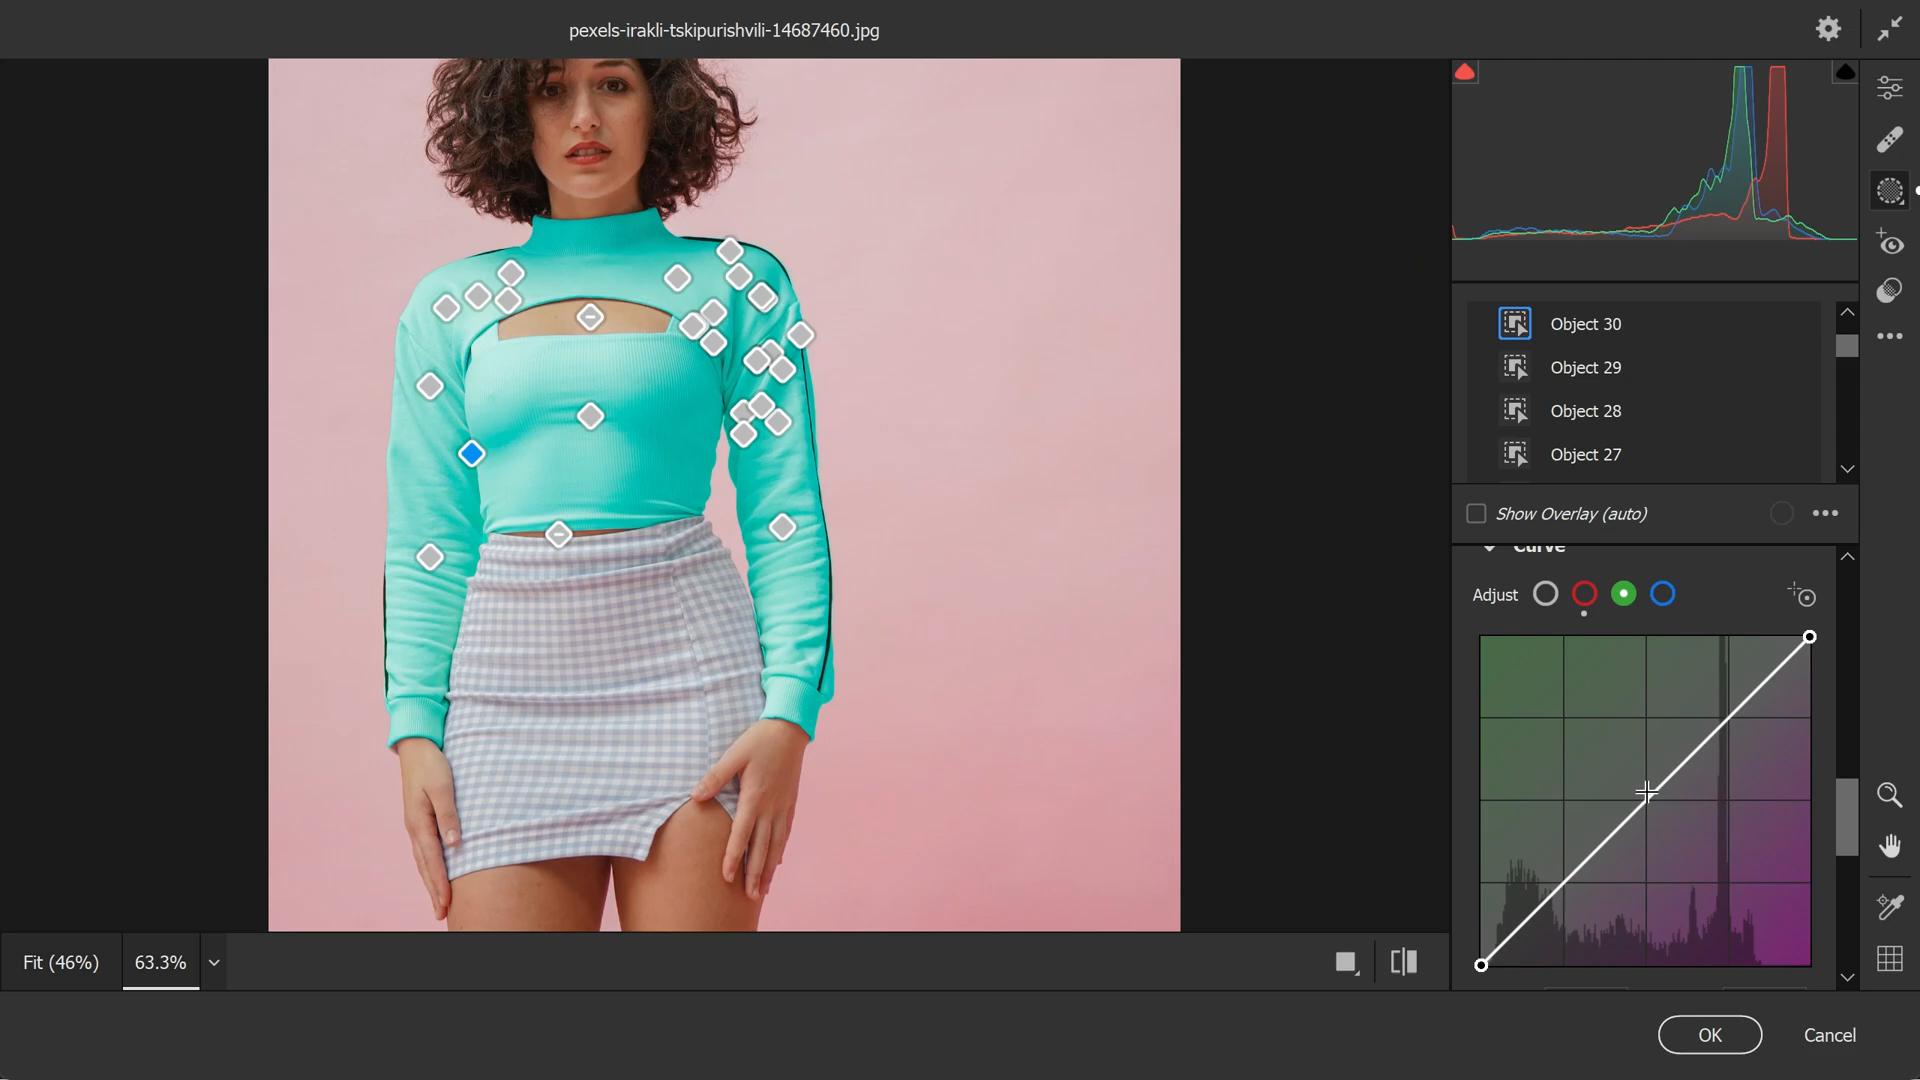 pexels-irakli-tskipurishvili-14687460.jpg
Object 30
Object 29
Object 28
Object 27
Show Overlay (auto)
Curve
Adjust
Fit (46%)
63.3%
OK
Cancel